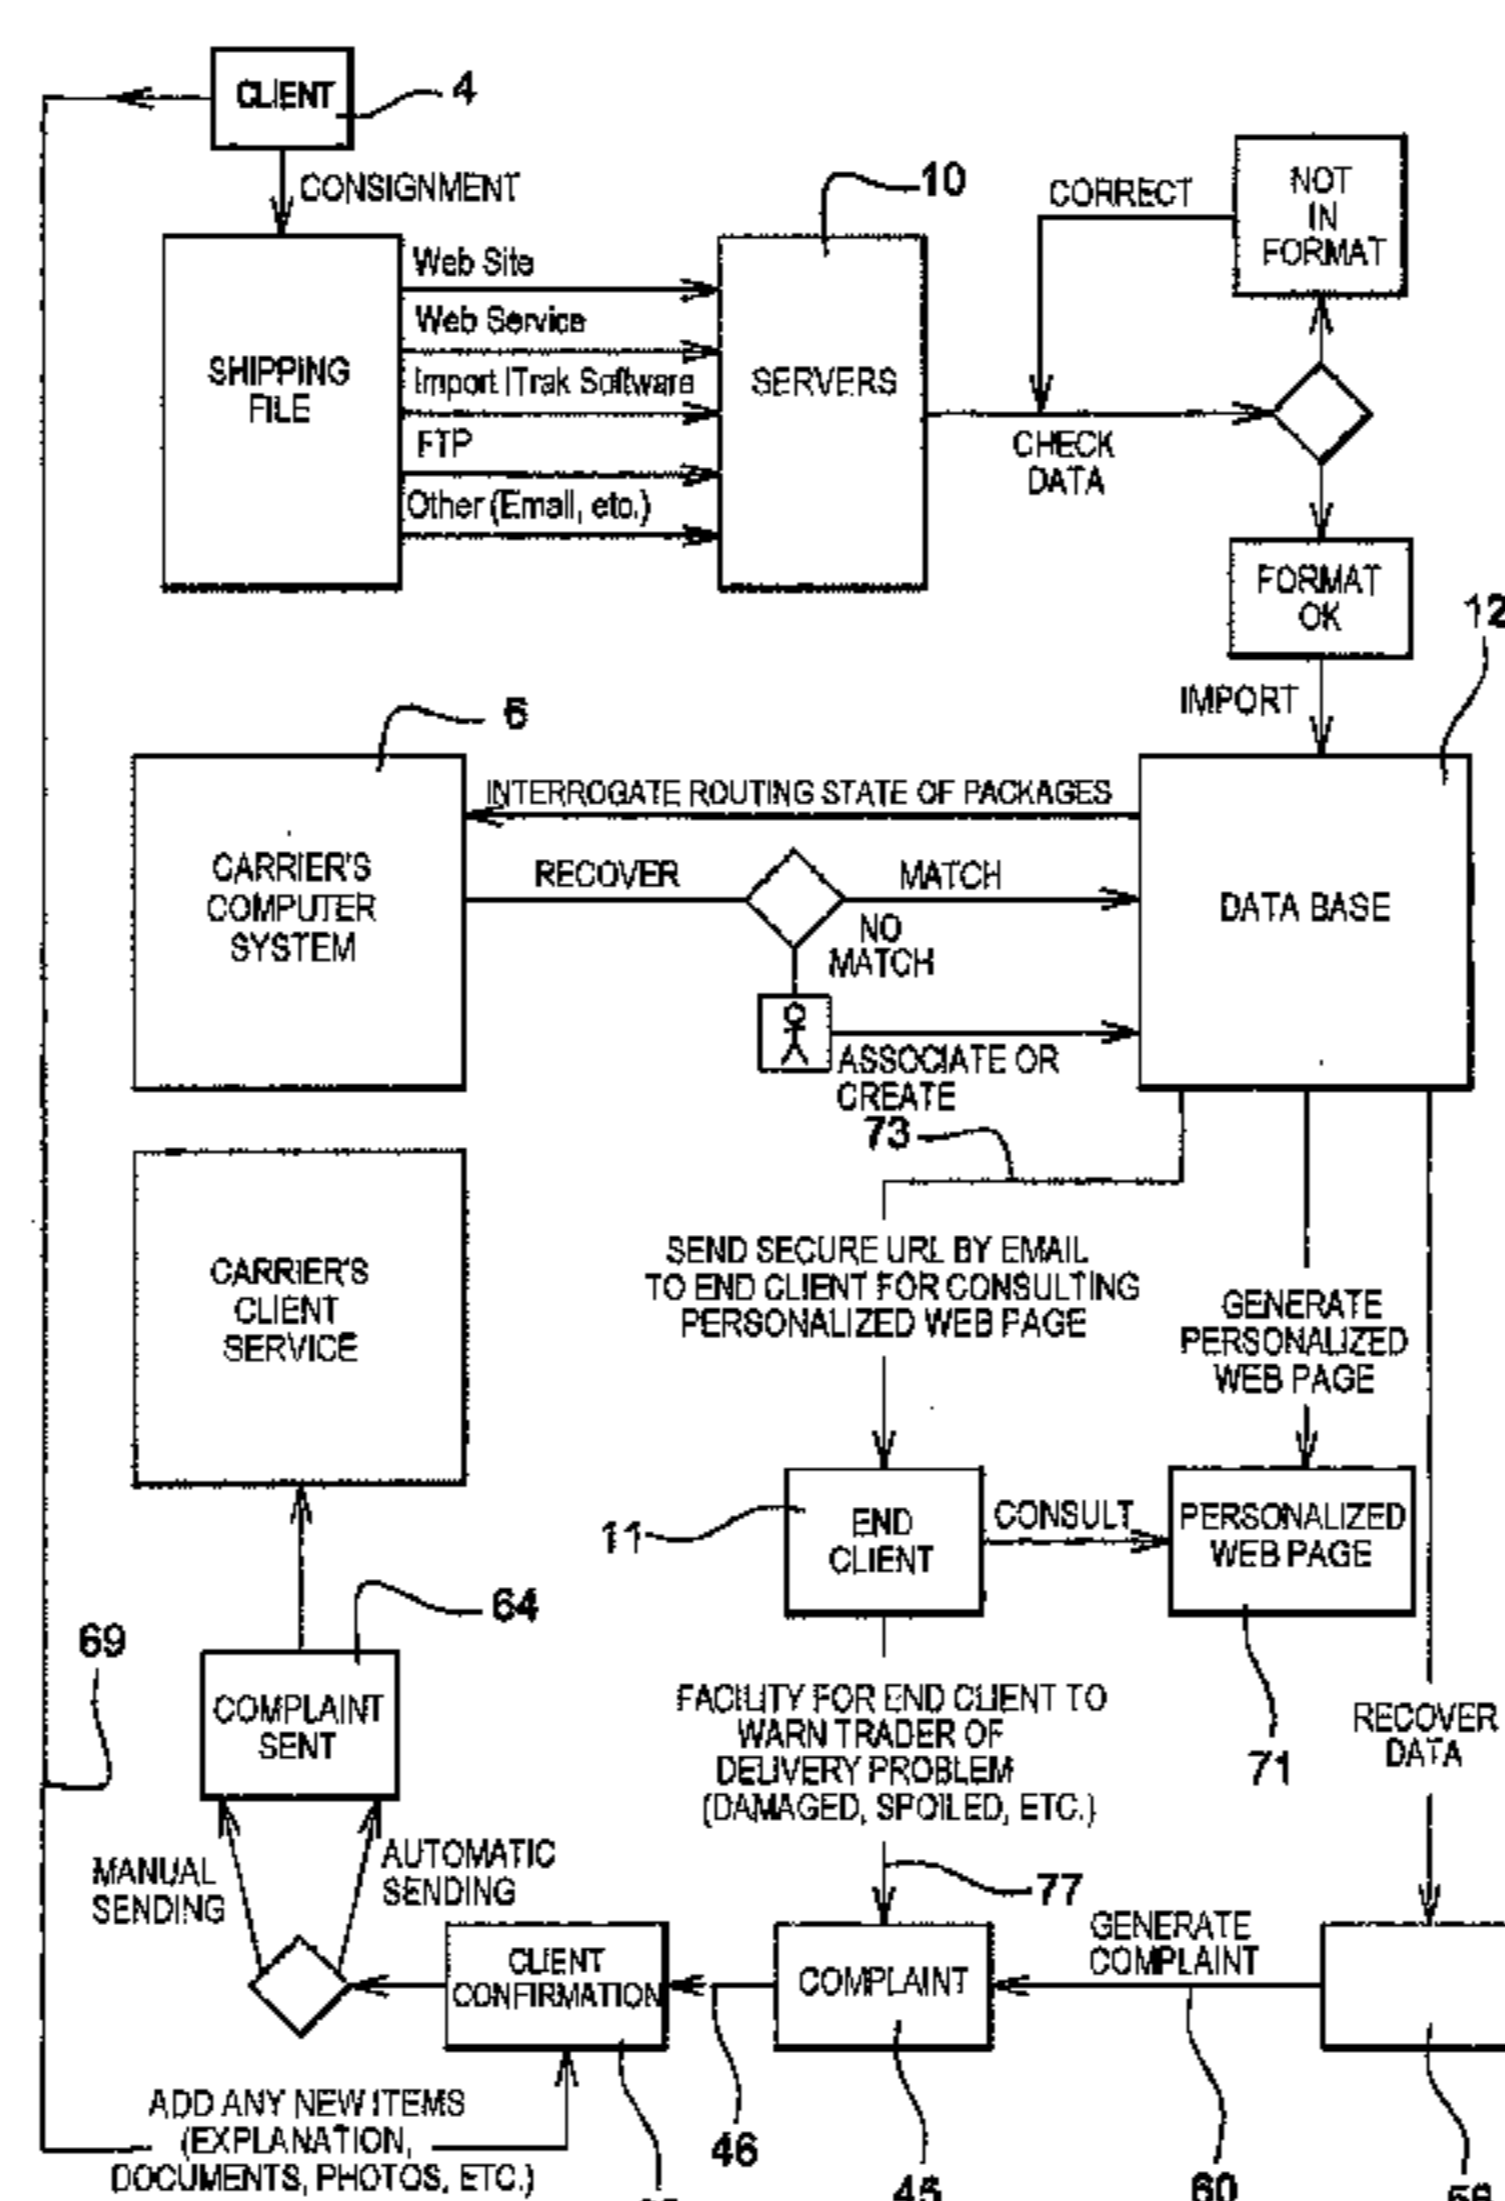 CLIENT
4
CONSIGNMENT
10
CORRECT
NOT
IN
FORMAT
SHIPPING
FILE
Web Site
Web Service
Import ITrak Software
FTP
Other (Email, etc.)
SERVERS
CHECK
DATA
FORMAT
OK
12
IMPORT
6
INTERROGATE ROUTING STATE OF PACKAGES
CARRIER'S
COMPUTER
SYSTEM
RECOVER
MATCH
NO
MATCH
DATA BASE
ASSOCIATE OR
CREATE
73
CARRIER'S
CLIENT
SERVICE
SEND SECURE URL BY EMAIL
TO END CLIENT FOR CONSULTING
PERSONALIZED WEB PAGE
GENERATE
PERSONALIZED
WEB PAGE
11
END
CLIENT
CONSULT
PERSONALIZED
WEB PAGE
64
69
COMPLAINT
SENT
FACILITY FOR END CLIENT TO
WARN TRADER OF
DELIVERY PROBLEM
(DAMAGED, SPOILED, ETC.)
71
RECOVER
DATA
MANUAL
SENDING
AUTOMATIC
SENDING
77
CLIENT
CONFIRMATION
COMPLAINT
GENERATE
COMPLAINT
ADD ANY NEW ITEMS
(EXPLANATION,
DOCUMENTS, PHOTOS, ETC.)
46
45
60